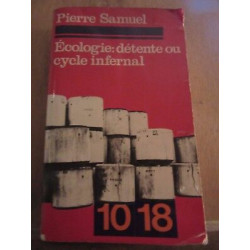 Pierre Samuel
Écologie: détente ou
cycle infernal
10 18